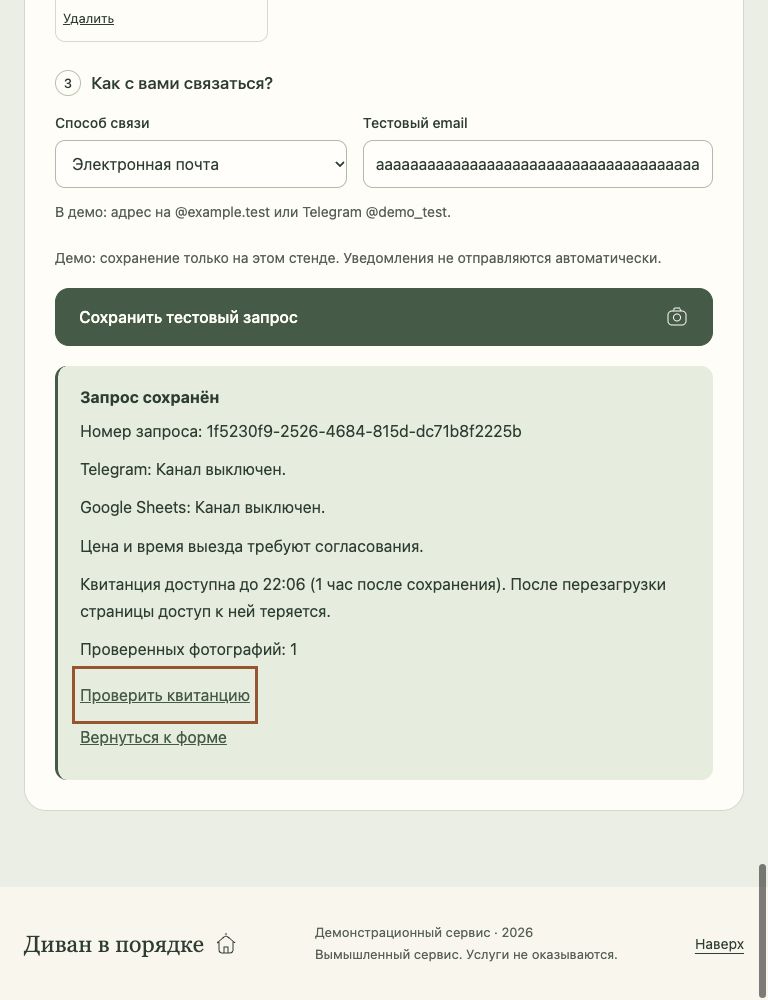 Удалить
3 Как с вами связаться?
Способ связи
Тестовый email
Электронная почта
aaaaaaaaaaaaaaaaaaaaaaaaaaaaaaaaaaaaaa
В демо: адрес на @example.test или Telegram @demo_test.
Демо: сохранение только на этом стенде. Уведомления не отправляются автоматически.
Сохранить тестовый запрос
Запрос сохранён
Номер запроса: 1f5230f9-2526-4684-815d-dc71b8f2225b
Telegram: Канал выключен.
Google Sheets: Канал выключен.
Цена и время выезда требуют согласования.
Квитанция доступна до 22:06 (1 час после сохранения). После перезагрузки
страницы доступ к ней теряется.
Проверенных фотографий: 1
Проверить квитанцию
Вернуться к форме
Диван в порядке
Демонстрационный сервис · 2026
Вымышленный сервис. Услуги не оказываются.
Наверх